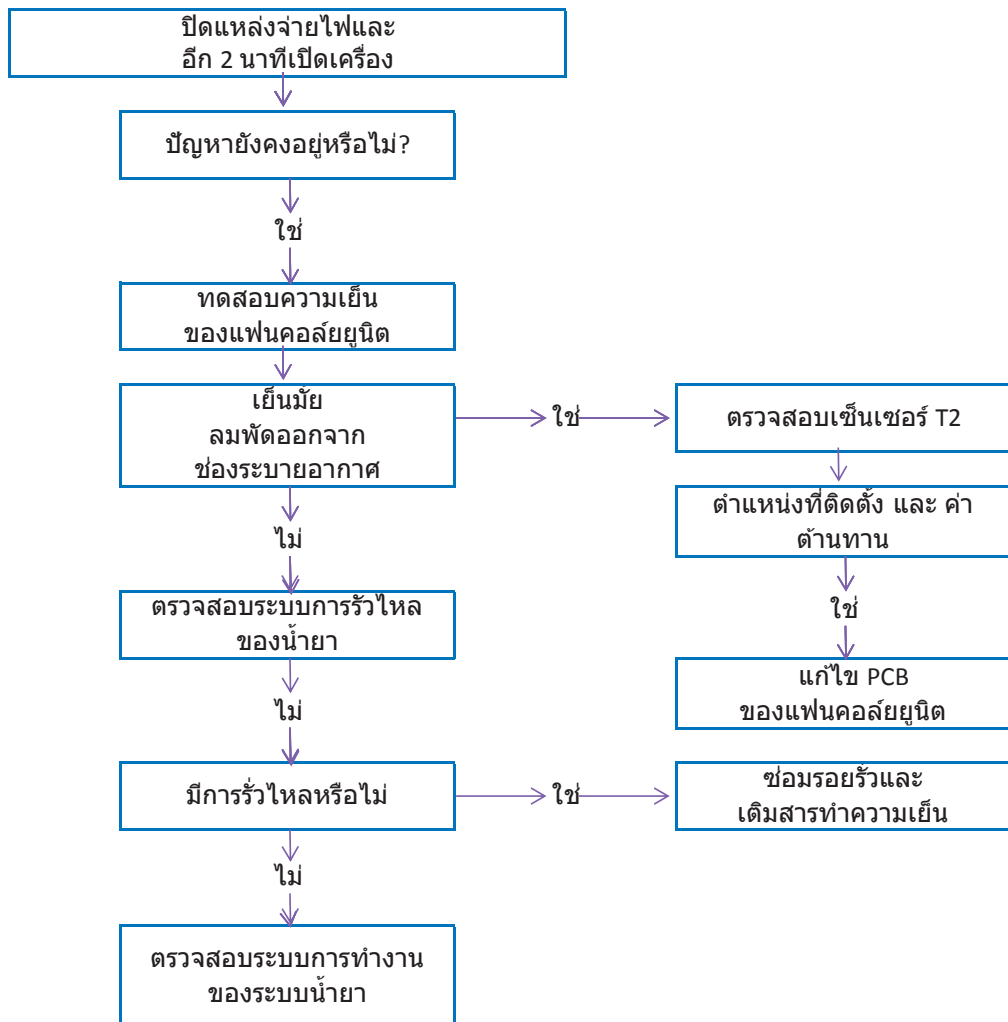 ปิดแหล่งจ่ายไฟและ
อีก 2 นาทีเปิดเครื่อง
ปัญหายังคงอยู่หรือไม่?
ใช่
ทดสอบความเย็น
ของแฟนคอล์ยยูนิต
เย็นมั้ย
ลมพัดออกจาก
ช่องระบายอากาศ
ใช่
ตรวจสอบเซ็นเซอร์ T2
ตำแหน่งที่ติดตั้ง และ ค่า
ต้านทาน
ใช่
แก้ไข PCB
ของแฟนคอล์ยยูนิต
ไม่
ตรวจสอบระบบการรั่วไหล
ของน้ำยา
ไม่
มีการรั่วไหลหรือไม่
ใช่
ซ่อมรอยรั่วและ
เติมสารทำความเย็น
ไม่
ตรวจสอบระบบการทำงาน
ของระบบน้ำยา